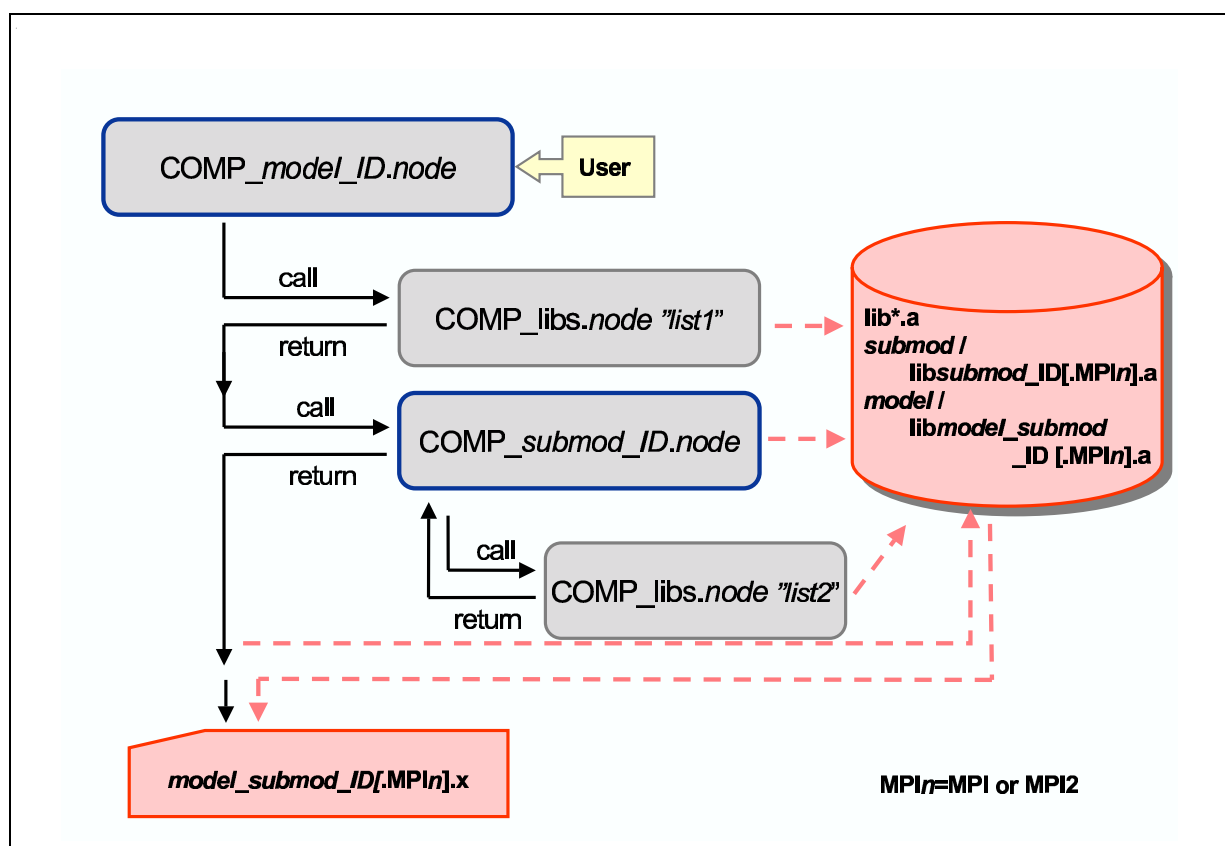 COMP_model_ID.node
User
call
COMP_libs.node ”list1”
return
lib*.a
submod /
libsubmod_ID[.MPIn].a
model /
libmodel_submod
_ID [.MPIn].a
call
COMP_submod_ID.node
return
call
COMP_libs.node ”list2”
return
model_submod_ID[.MPIn].x
MPIn=MPI or MPI2